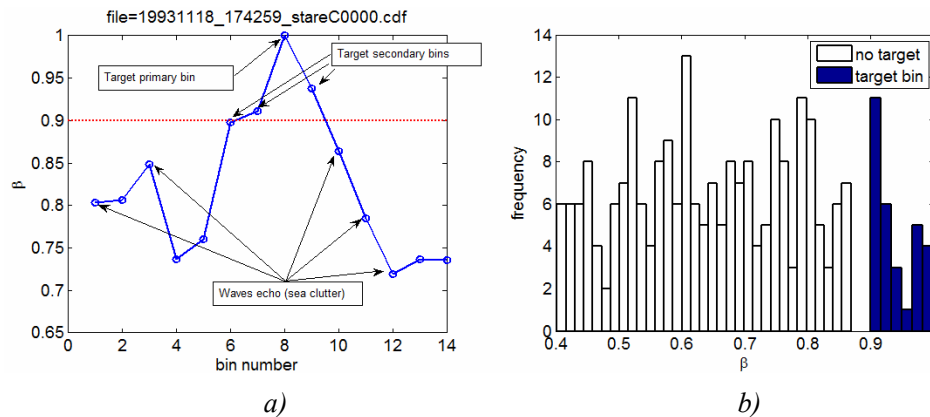 file=19931118_174259_stareC0000.cdf
1
0.95
0.9
0.85
0.8
0.75
0.7
0.65
β
Target primary bin
Target secondary bins
Waves echo (sea clutter)
0 2 4 6 8 10 12 14
bin number
a)
14
12
10
8
6
4
2
0
frequency
no target
target bin
0.4 0.5 0.6 0.7 0.8 0.9
β
b)